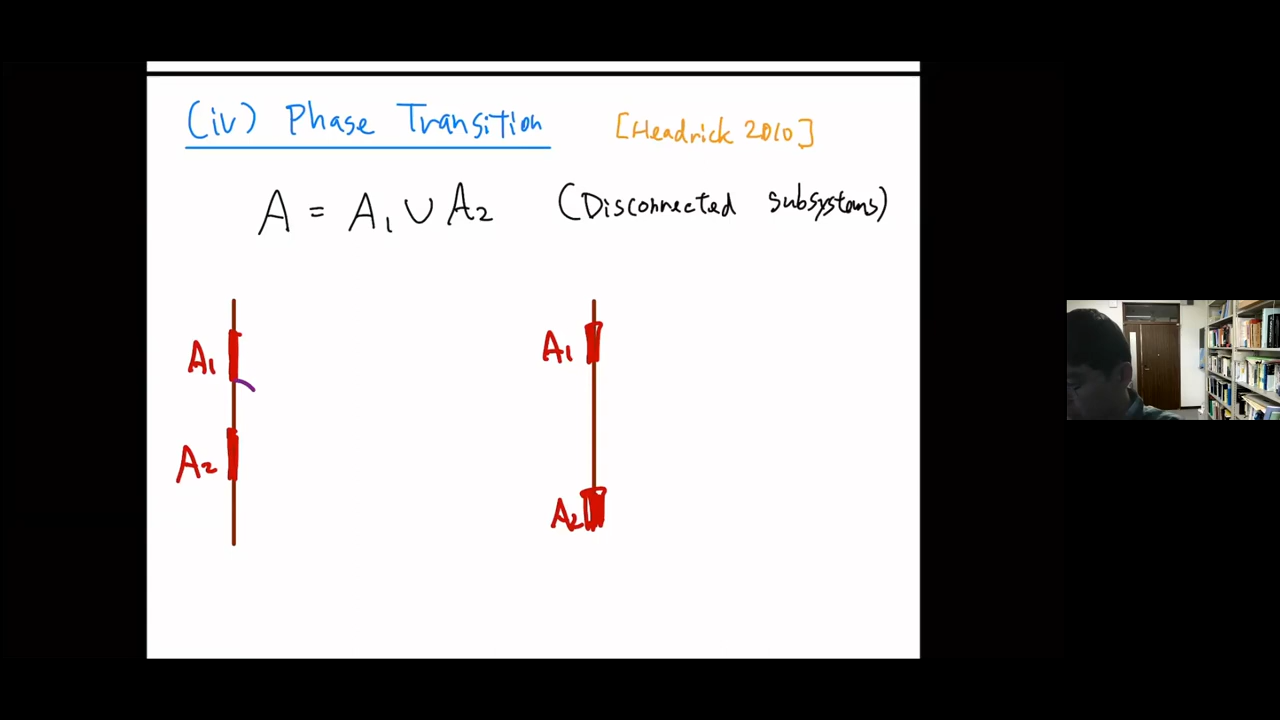 (iv) Phase Transition [Headrick 2010]
A = A₁ ∪ A₂ (Disconnected subsystems)
A₁ A₁
A₂ A₂